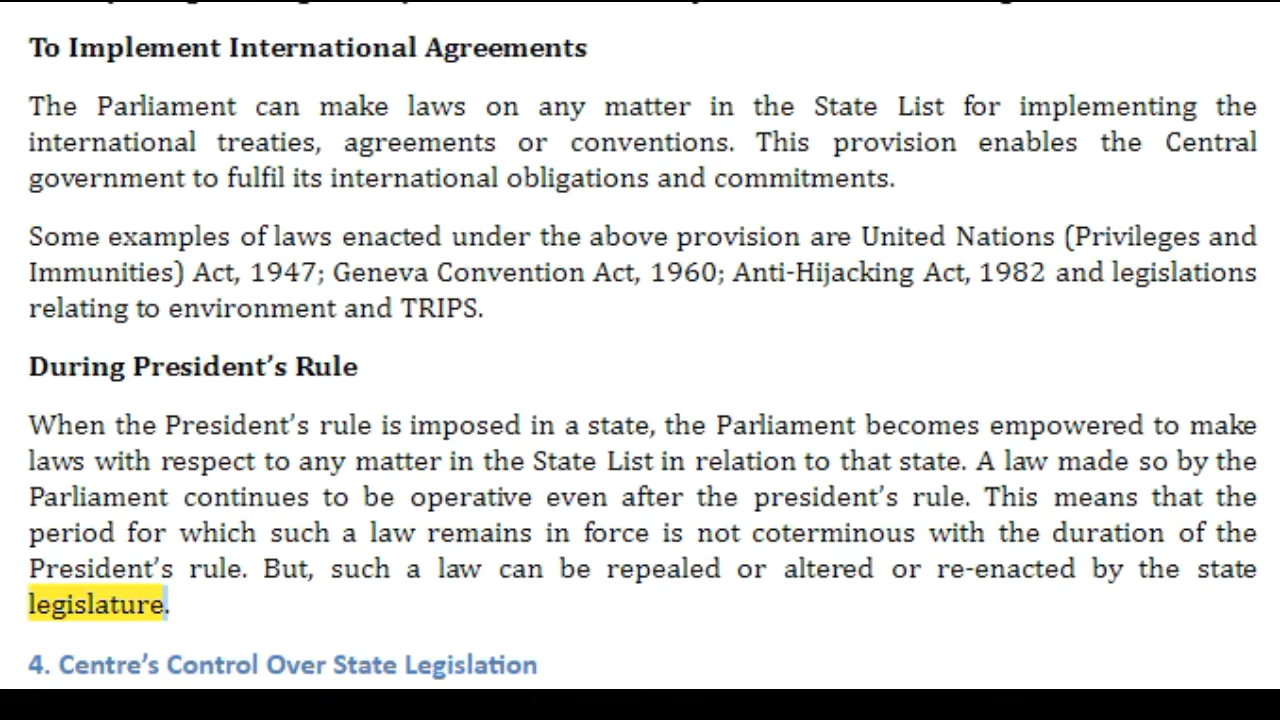 To Implement International Agreements
The Parliament can make laws on any matter in the State List for implementing the
international treaties, agreements or conventions. This provision enables the Central
government to fulfil its international obligations and commitments.
Some examples of laws enacted under the above provision are United Nations (Privileges and
Immunities) Act, 1947; Geneva Convention Act, 1960; Anti-Hijacking Act, 1982 and legislations
relating to environment and TRIPS.
During President’s Rule
When the President’s rule is imposed in a state, the Parliament becomes empowered to make
laws with respect to any matter in the State List in relation to that state. A law made so by the
Parliament continues to be operative even after the president’s rule. This means that the
period for which such a law remains in force is not coterminous with the duration of the
President’s rule. But, such a law can be repealed or altered or re-enacted by the state
legislature.
4. Centre’s Control Over State Legislation